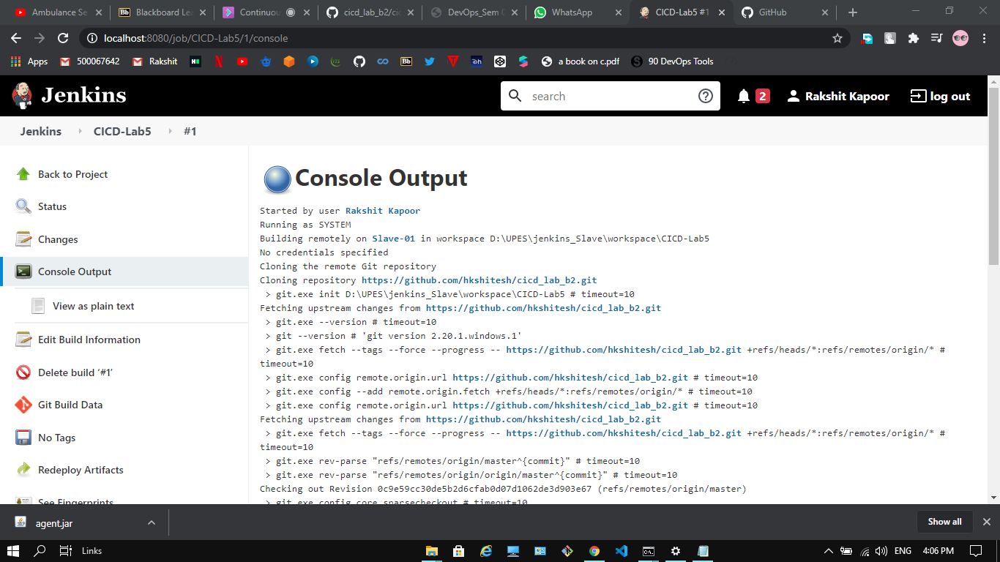 Ambulance Se
Blackboard Lea
Continuou
cicd_lab_b2/cic
DevOps_Sem
WhatsApp
CICD-Lab5 #1
GitHub
localhost:8080/job/CICD-Lab5/1/console
Apps
500067642
Rakshit
a book on c.pdf
90 DevOps Tools
Jenkins
search
2
Rakshit Kapoor
log out
Jenkins
CICD-Lab5
#1
Back to Project
Status
Changes
Console Output
View as plain text
Edit Build Information
Delete build ‘#1’
Git Build Data
No Tags
Redeploy Artifacts
See Fingerprints
Console Output
Started by user Rakshit Kapoor
Running as SYSTEM
Building remotely on Slave-01 in workspace D:\UPES\jenkins_Slave\workspace\CICD-Lab5
No credentials specified
Cloning the remote Git repository
Cloning repository https://github.com/hkshitesh/cicd_lab_b2.git
> git.exe init D:\UPES\jenkins_Slave\workspace\CICD-Lab5 # timeout=10
Fetching upstream changes from https://github.com/hkshitesh/cicd_lab_b2.git
> git.exe --version # timeout=10
> git --version # 'git version 2.20.1.windows.1'
> git.exe fetch --tags --force --progress -- https://github.com/hkshitesh/cicd_lab_b2.git +refs/heads/*:refs/remotes/origin/* #
timeout=10
> git.exe config remote.origin.url https://github.com/hkshitesh/cicd_lab_b2.git # timeout=10
> git.exe config --add remote.origin.fetch +refs/heads/*:refs/remotes/origin/* # timeout=10
> git.exe config remote.origin.url https://github.com/hkshitesh/cicd_lab_b2.git # timeout=10
Fetching upstream changes from https://github.com/hkshitesh/cicd_lab_b2.git
> git.exe fetch --tags --force --progress -- https://github.com/hkshitesh/cicd_lab_b2.git +refs/heads/*:refs/remotes/origin/* #
timeout=10
> git.exe rev-parse "refs/remotes/origin/master^{commit}" # timeout=10
> git.exe rev-parse "refs/remotes/origin/origin/master^{commit}" # timeout=10
Checking out Revision 0c9e59cc30de5b2d6cfab0d07d1062de3d903e67 (refs/remotes/origin/master)
> git.exe config core.sparsecheckout # timeout=10
agent.jar
Show all
Links
ENG
4:06 PM